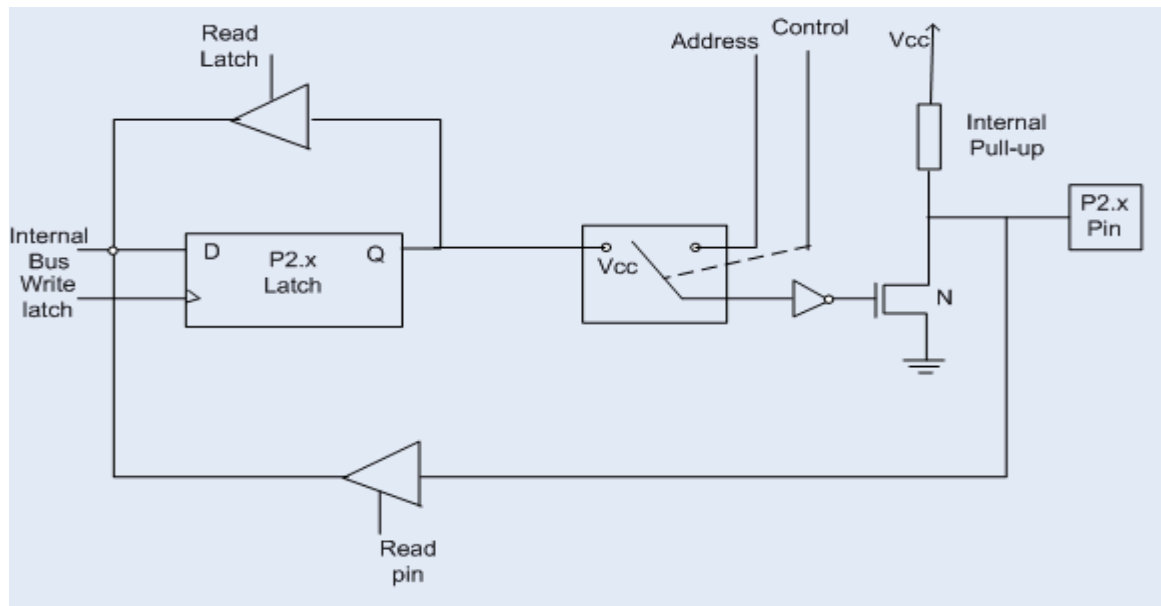 Read
Latch
Address
Control
Vcc
Internal
Pull-up
P2.x
Pin
Internal
Bus
Write
latch
D
P2.x
Latch
Q
Vcc
N
Read
pin